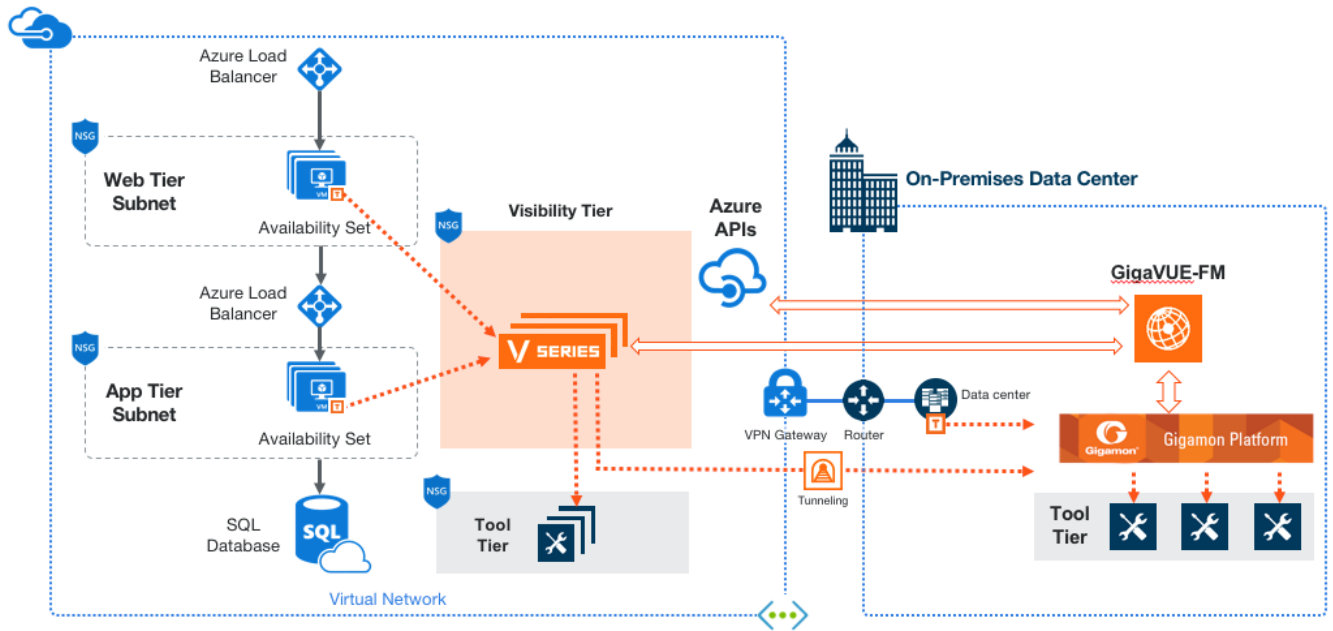 Azure Load
Balancer
NSG
VM
T
Web Tier
Subnet
Availability Set
Azure Load
Balancer
NSG
VM
T
App Tier
Subnet
Availability Set
SQL
SQL
Database
Virtual Network
NSG
Visibility Tier
V SERIES
NSG
Tool
Tier
Azure
APIs
VPN Gateway
Router
Data center
T
Tunneling
On-Premises Data Center
GigaVUE-FM
G
Gigamon®
Gigamon Platform
Tool
Tier